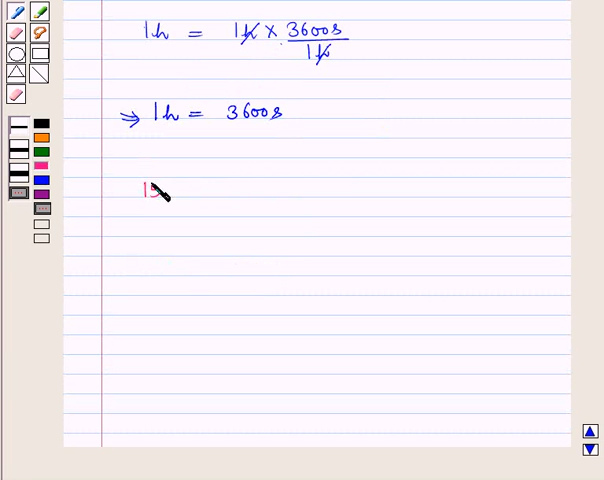 1h = 1h × 3600s / 1h
⇒ 1h = 3600s